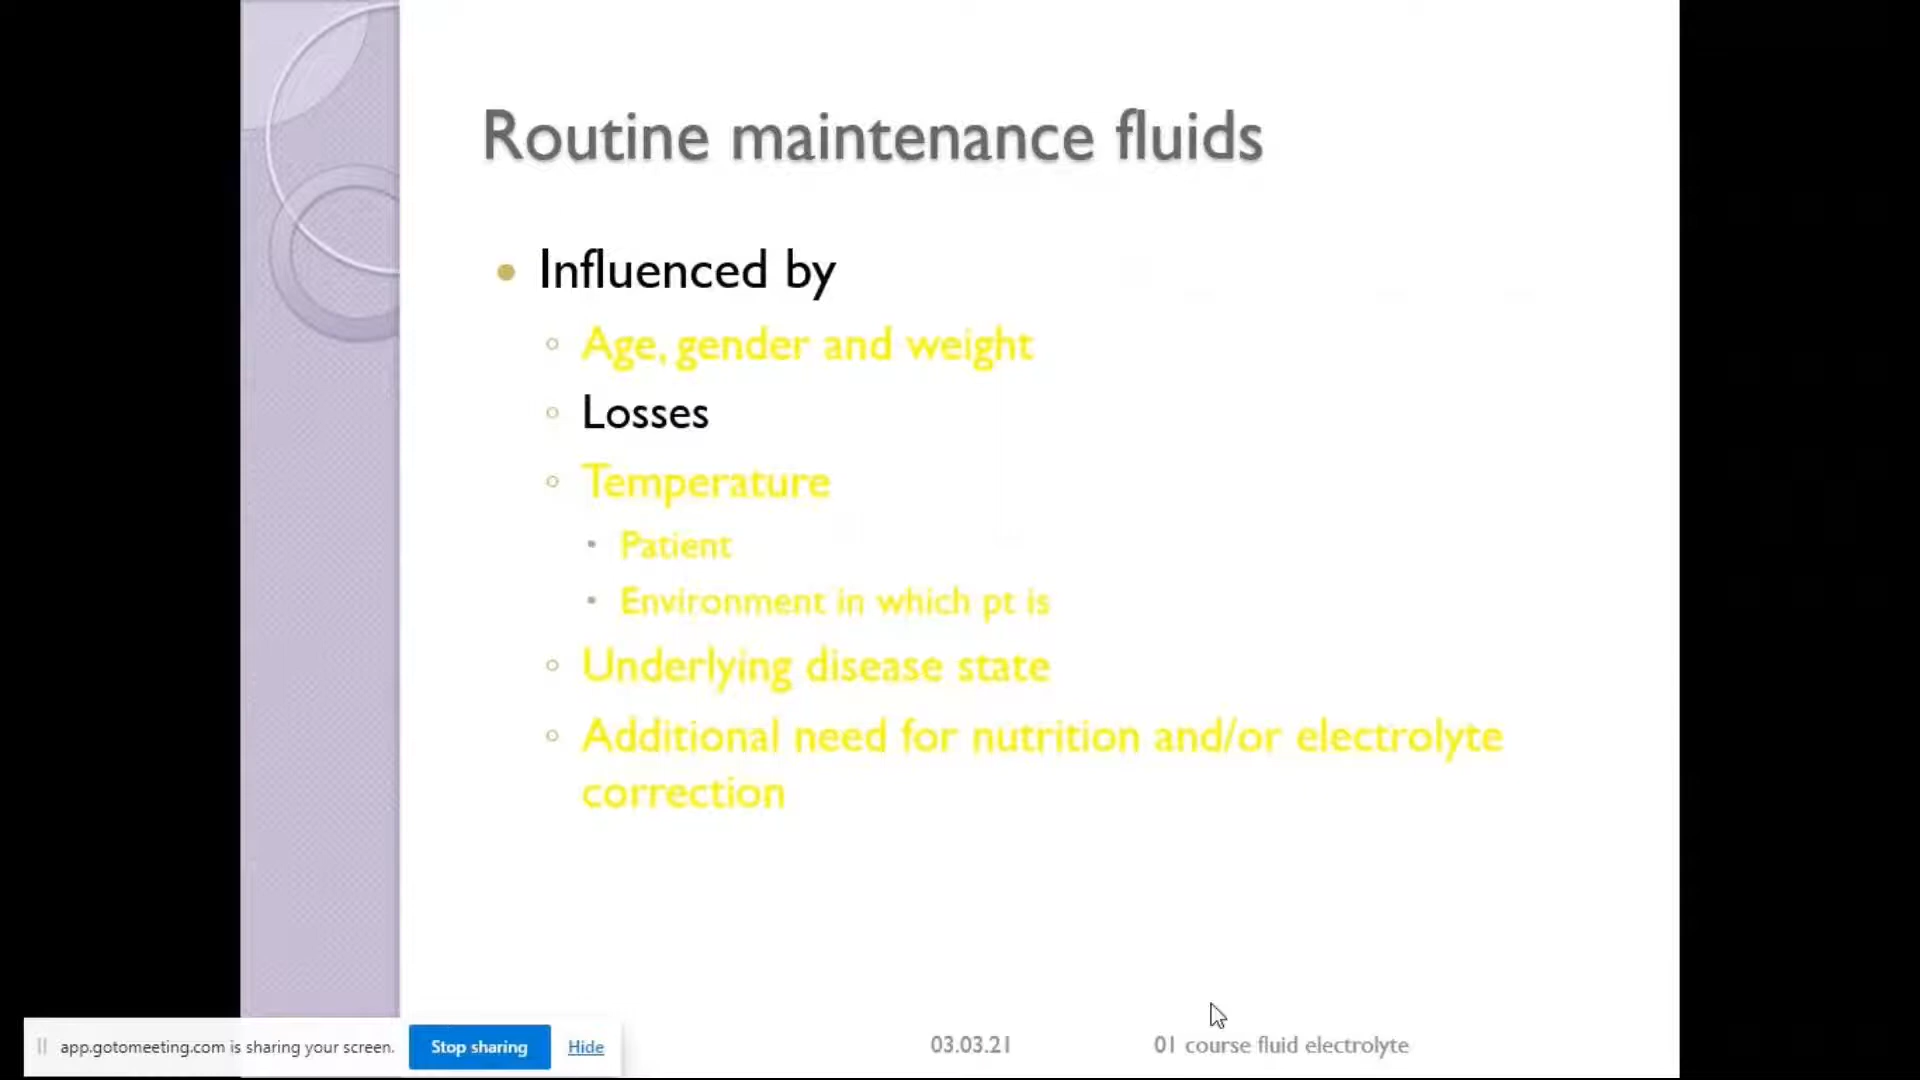 Routine maintenance fluids
Influenced by
Age, gender and weight
Losses
Temperature
Patient
Environment in which pt is
Underlying disease state
Additional need for nutrition and/or electrolyte
correction
app.gotomeeting.com is sharing your screen. Stop sharing Hide
03.03.21 01 course fluid electrolyte